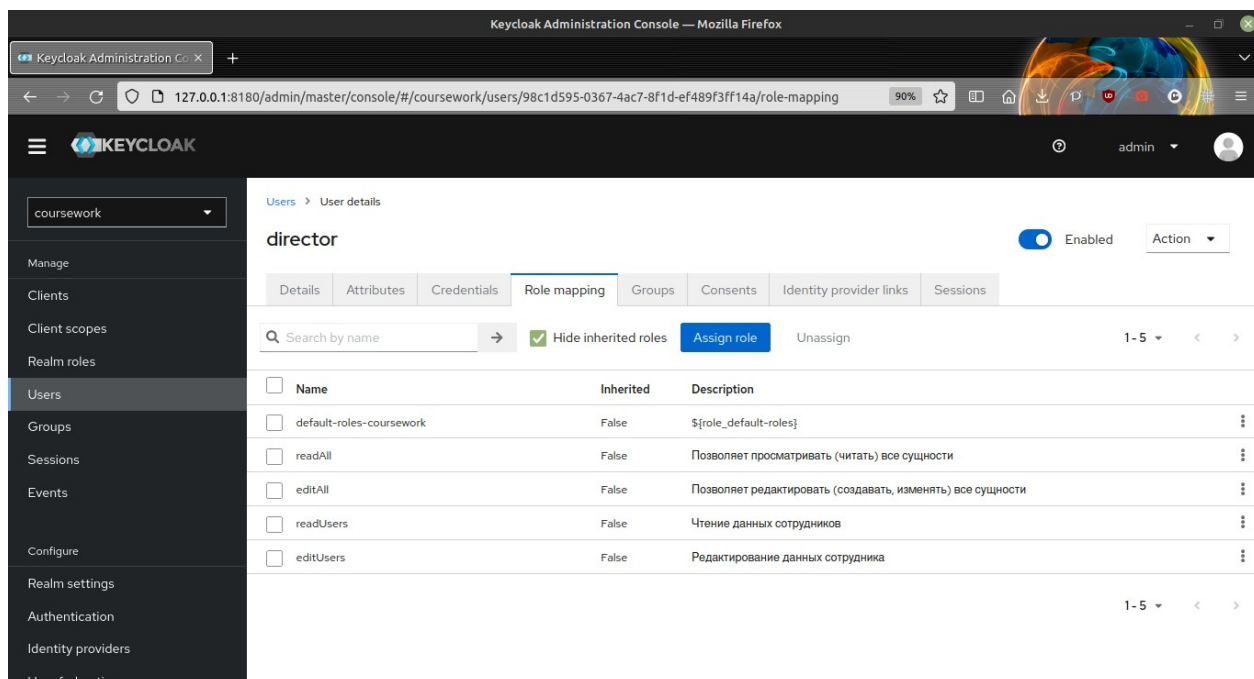 Keycloak Administration Console — Mozilla Firefox
Keycloak Administration Co
127.0.0.1:8180/admin/master/console/#/coursework/users/98c1d595-0367-4ac7-8f1d-ef489f3ff14a/role-mapping 90%
KEYCLOAK admin
coursework
Manage
Clients
Client scopes
Realm roles
Users
Groups
Sessions
Events
Configure
Realm settings
Authentication
Identity providers
Users > User details
director Enabled Action
Details Attributes Credentials Role mapping Groups Consents Identity provider links Sessions
Search by name Hide inherited roles Assign role Unassign 1-5
Name Inherited Description
default-roles-coursework False ${role_default-roles}
readAll False Позволяет просматривать (читать) все сущности
editAll False Позволяет редактировать (создавать, изменять) все сущности
readUsers False Чтение данных сотрудников
editUsers False Редактирование данных сотрудника
1-5